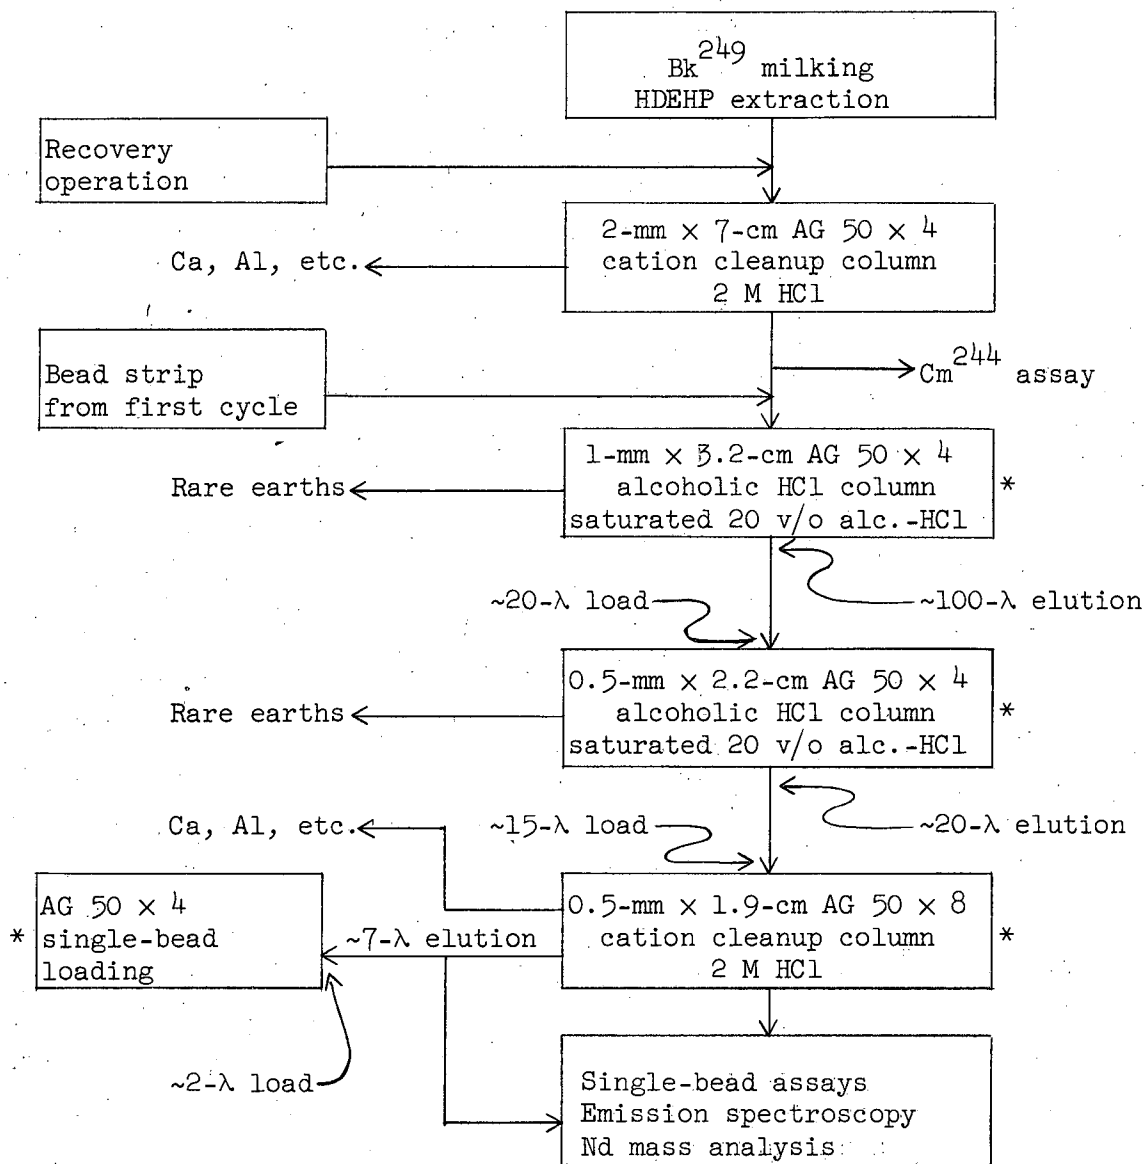 Bk249 milking
HDEHP extraction
Recovery
operation
2-mm × 7-cm AG 50 × 4
cation cleanup column
2 M HCl
Ca, Al, etc.
Bead strip
from first cycle
Cm244 assay
1-mm × 3.2-cm AG 50 × 4
alcoholic HCl column
saturated 20 v/o alc.-HCl
*
Rare earths
~20-λ load
~100-λ elution
0.5-mm × 2.2-cm AG 50 × 4
alcoholic HCl column
saturated 20 v/o alc.-HCl
*
Rare earths
Ca, Al, etc.
~15-λ load
~20-λ elution
0.5-mm × 1.9-cm AG 50 × 8
cation cleanup column
2 M HCl
*
* AG 50 × 4
single-bead
loading
~7-λ elution
~2-λ load
Single-bead assays
Emission spectroscopy
Nd mass analysis